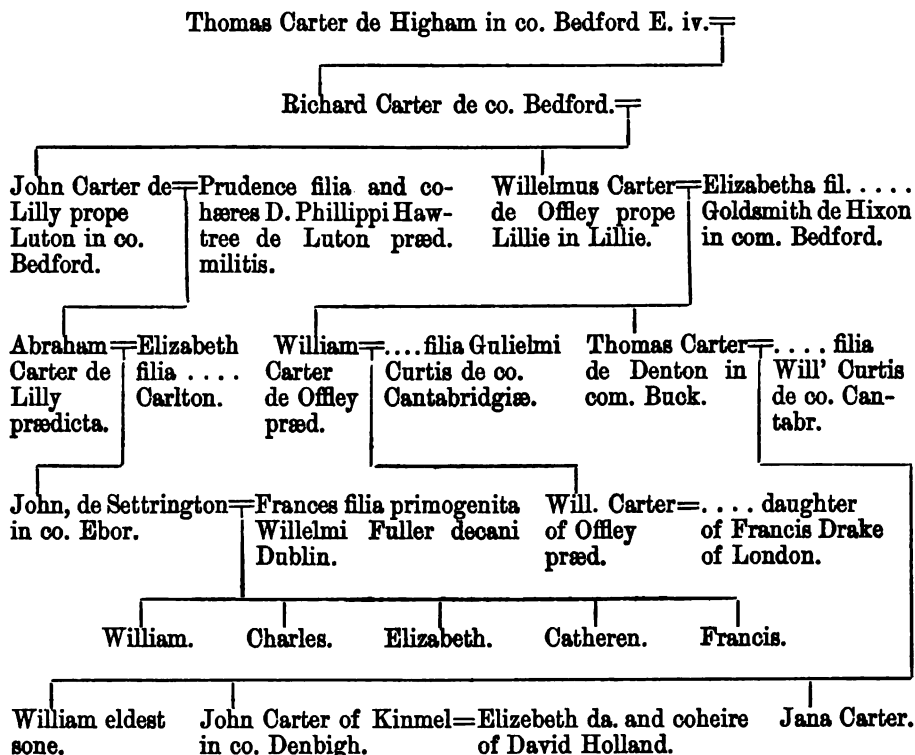 Thomas Carter de Higham in co. Bedford E. iv.=
Richard Carter de co. Bedford.=
John Carter de=Prudence filia and co-
Lilly prope hæres D. Phillippi Haw-
Luton in co. tree de Luton præd.
Bedford. militis.
Willelmus Carter=Elizabetha fil. . . . .
de Offley prope Goldsmith de Hixon
Lillie in Lillie. in com. Bedford.
Abraham=Elizabeth
Carter de filia . . . .
Lilly Carlton.
prædicta.
William=. . . . filia Gulielmi
Carter Curtis de co.
de Offley Cantabridgiæ.
præd.
Thomas Carter=. . . . filia
de Denton in Will' Curtis
com. Buck. de co. Can-
tabr.
John, de Settrington=Frances filia primogenita
in co. Ebor. Willelmi Fuller decani
Dublin.
Will. Carter=. . . . daughter
of Offley of Francis Drake
præd. of London.
William. Charles. Elizabeth. Catheren. Francis.
William eldest
sone.
John Carter of Kinmel=Elizebeth da. and coheire
in co. Denbigh. of David Holland.
Jana Carter.